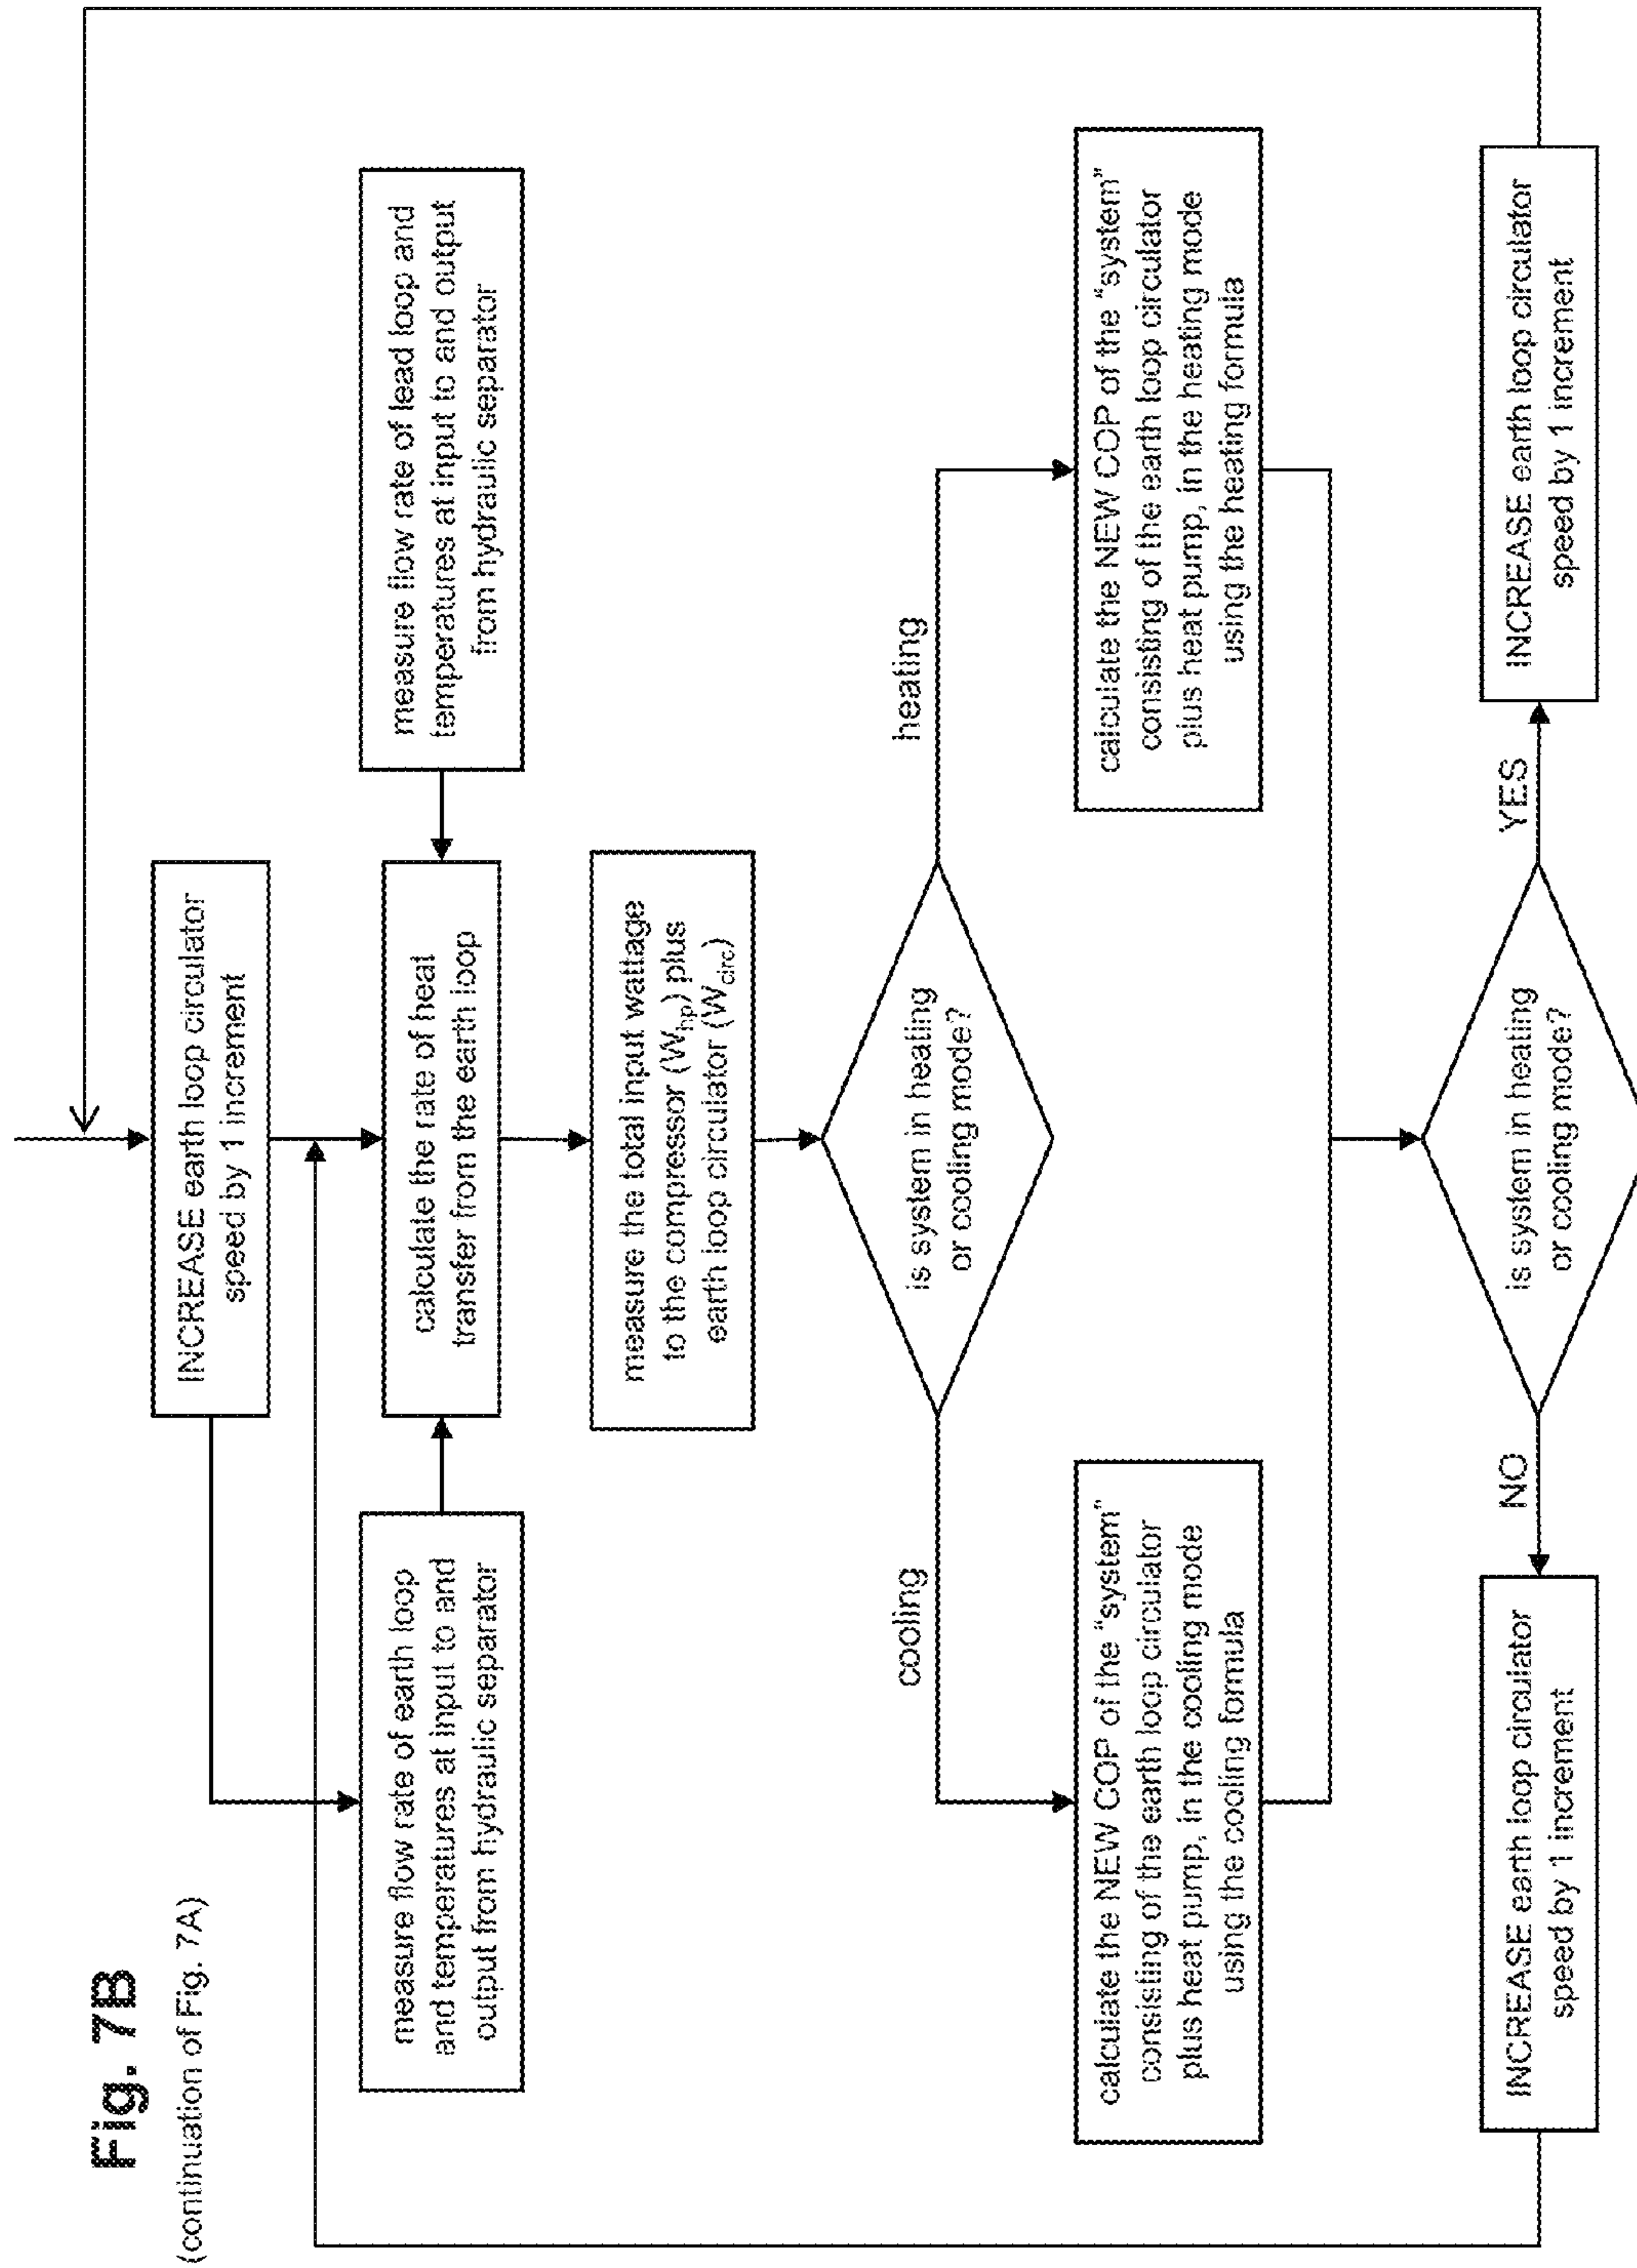 Fig. 7B
(continuation of Fig. 7A)
INCREASE earth loop circulator
speed by 1 increment
measure flow rate of earth loop
and temperatures at input to and
output from hydraulic separator
calculate the rate of heat
transfer from the earth loop
measure flow rate of lead loop and
temperatures at input to and output
from hydraulic separator
measure the total input wattage
to the compressor (Whp) plus
earth loop circulator (Wcirc)
is system in heating
or cooling mode?
cooling
heating
calculate the NEW COP of the "system"
consisting of the earth loop circulator
plus heat pump, in the cooling mode
using the cooling formula
calculate the NEW COP of the "system"
consisting of the earth loop circulator
plus heat pump, in the heating mode
using the heating formula
is system in heating
or cooling mode?
NO
YES
INCREASE earth loop circulator
speed by 1 increment
INCREASE earth loop circulator
speed by 1 increment